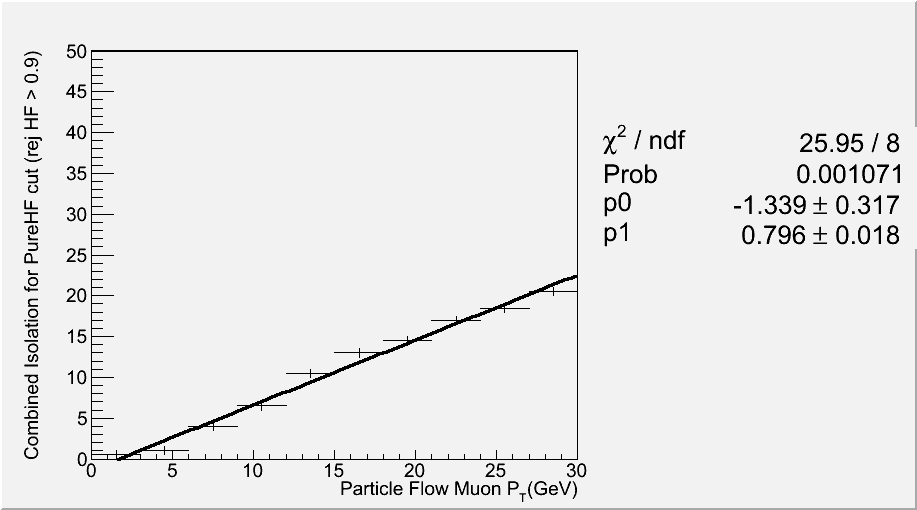 Combined Isolation for PureHF cut (rej HF > 0.9)
50
45
40
35
30
25
20
15
10
5
0
0 5 10 15 20 25 30
Particle Flow Muon P_T(GeV)
χ² / ndf 25.95 / 8
Prob 0.001071
p0 -1.339 ± 0.317
p1 0.796 ± 0.018